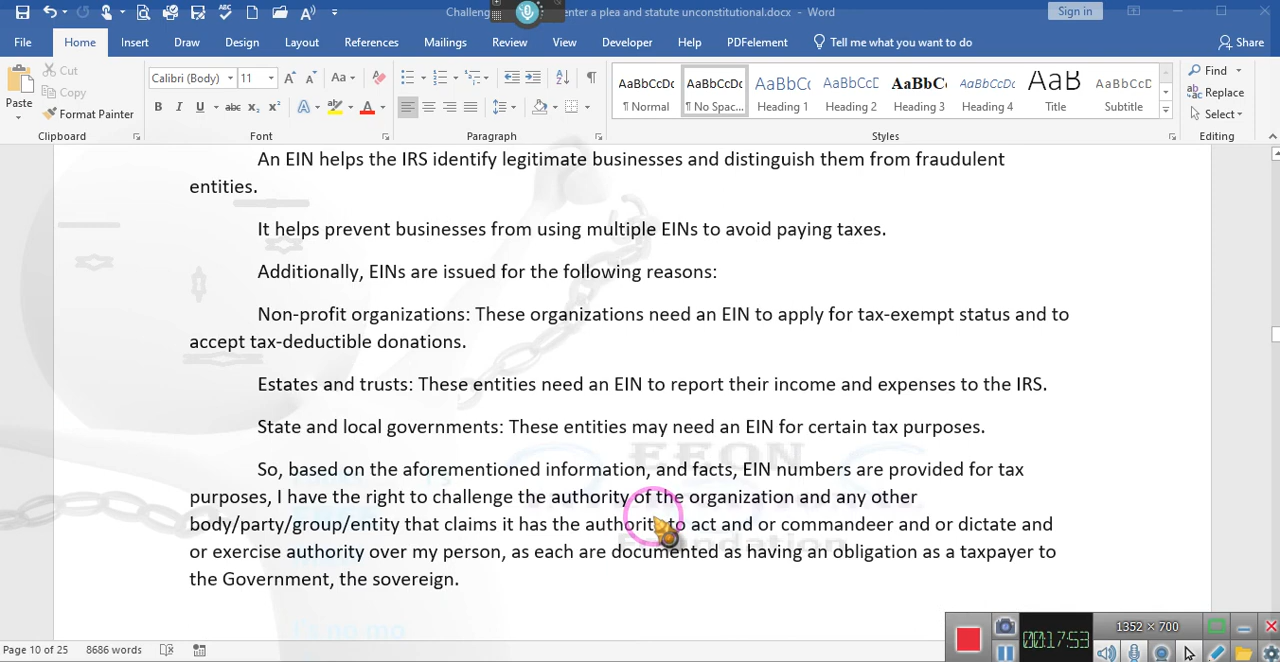 Challeng
enter a plea and statute unconstitutional.docx - Word
Sign in
File Home Insert Draw Design Layout References Mailings Review View Developer Help PDFelement Tell me what you want to do Share
Paste Cut Copy Format Painter
Calibri (Body) 11
AaBbCcDc AaBbCcDc AaBbCcD AaBbCcD AaBbC AaBbCcD AaB AaBbCcD
¶ Normal ¶ No Spac... Heading 1 Heading 2 Heading 3 Heading 4 Title Subtitle
Find Replace Select
Clipboard Font Paragraph Styles Editing
An EIN helps the IRS identify legitimate businesses and distinguish them from fraudulent
entities.
It helps prevent businesses from using multiple EINs to avoid paying taxes.
Additionally, EINs are issued for the following reasons:
Non-profit organizations: These organizations need an EIN to apply for tax-exempt status and to
accept tax-deductible donations.
Estates and trusts: These entities need an EIN to report their income and expenses to the IRS.
State and local governments: These entities may need an EIN for certain tax purposes.
So, based on the aforementioned information, and facts, EIN numbers are provided for tax
purposes, I have the right to challenge the authority of the organization and any other
body/party/group/entity that claims it has the authority to act and or commandeer and or dictate and
or exercise authority over my person, as each are documented as having an obligation as a taxpayer to
the Government, the sovereign.
1352 × 700
00:17:53
Page 10 of 25 8686 words